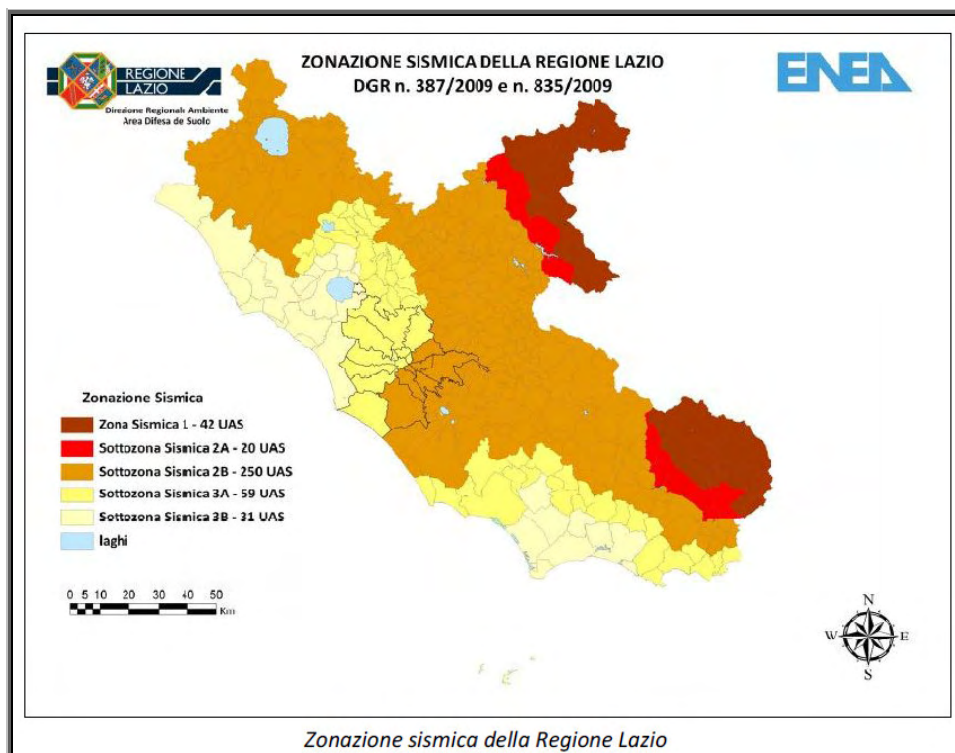 ZONAZIONE SISMICA DELLA REGIONE LAZIO
DGR n. 387/2009 e n. 835/2009
REGIONE
LAZIO
Direzione Regionale Ambiente
Area Difesa de Suolo
ENEA
Zonazione Sismica
Zona Sismica 1 - 42 UAS
Sottozona Sismica 2A - 20 UAS
Sottozona Sismica 2B - 250 UAS
Sottozona Sismica 3A - 59 UAS
Sottozona Sismica 3B - 31 UAS
laghi
0 5 10 20 30 40 50
Km
N
W E
S
Zonazione sismica della Regione Lazio